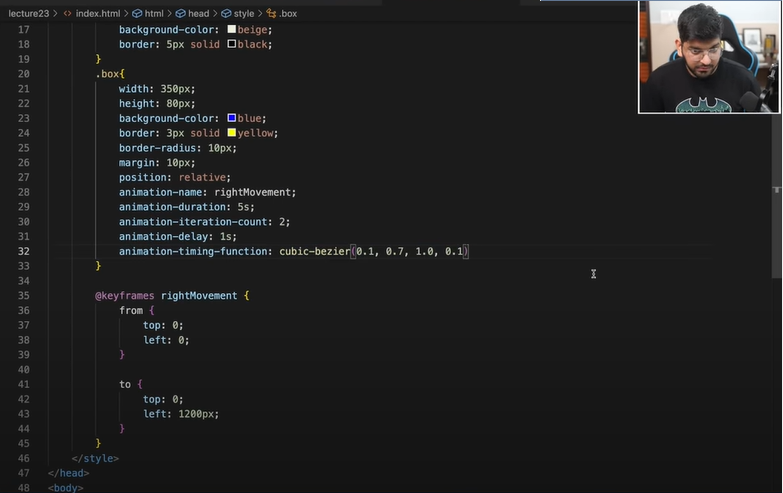 lecture23 > index.html > html > head > style > .box
17 background-color: beige;
18 border: 5px solid black;
19 }
20 .box{
21 width: 350px;
22 height: 80px;
23 background-color: blue;
24 border: 3px solid yellow;
25 border-radius: 10px;
26 margin: 10px;
27 position: relative;
28 animation-name: rightMovement;
29 animation-duration: 5s;
30 animation-iteration-count: 2;
31 animation-delay: 1s;
32 animation-timing-function: cubic-bezier(0.1, 0.7, 1.0, 0.1)
33 }
34
35 @keyframes rightMovement {
36 from {
37 top: 0;
38 left: 0;
39 }
40
41 to {
42 top: 0;
43 left: 1200px;
44 }
45 }
46 </style>
47 </head>
48 <body>